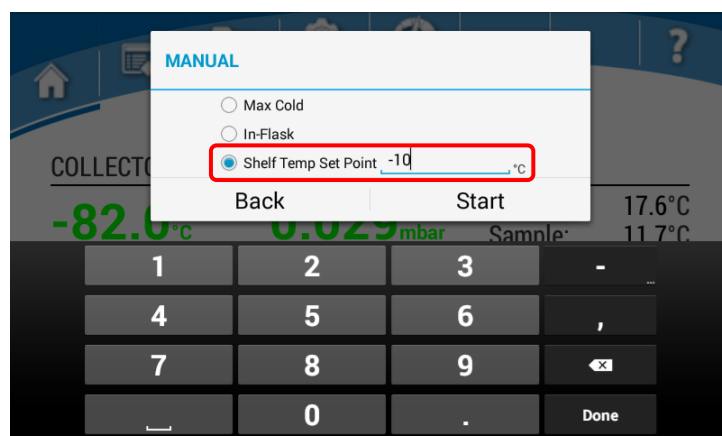 ?
MANUAL
Max Cold
In-Flask
Shelf Temp Set Point -10 °C
Back Start
COLLECTO
-82.0 °C 0.029 mbar
17.6°C
Sample: 11.7°C
1 2 3 - ...
4 5 6 ,
7 8 9
0 . Done